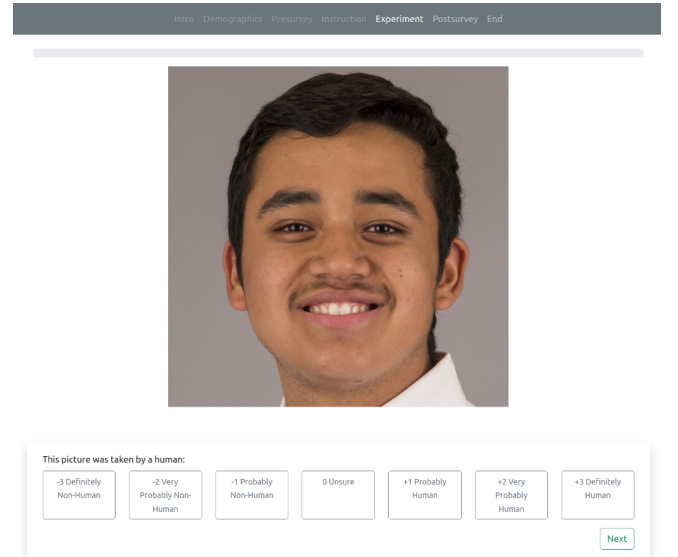 Intro Demographics Presurvey Instruction Experiment Postsurvey End
This picture was taken by a human:
-3 Definitely Non-Human
-2 Very Probably Non-Human
-1 Probably Non-Human
0 Unsure
+1 Probably Human
+2 Very Probably Human
+3 Definitely Human
Next